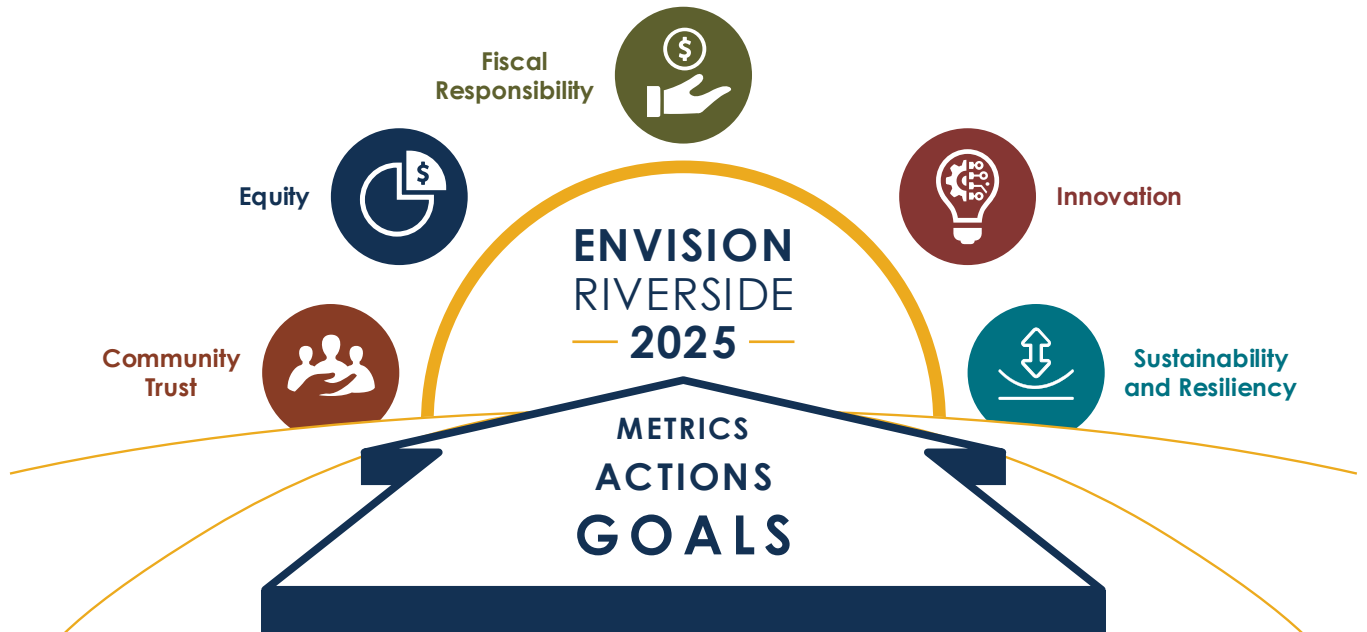 Fiscal
Responsibility
$
Equity
$
Innovation
ENVISION
RIVERSIDE
2025
Community
Trust
Sustainability
and Resiliency
METRICS
ACTIONS
GOALS